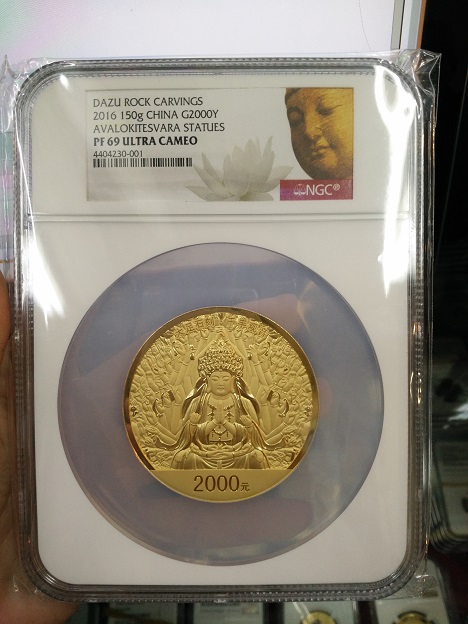 DAZU ROCK CARVINGS
2016 150g CHINA G2000Y
AVALOKITESVARA STATUES
PF 69 ULTRA CAMEO
4404230-001
NGC®
2000元